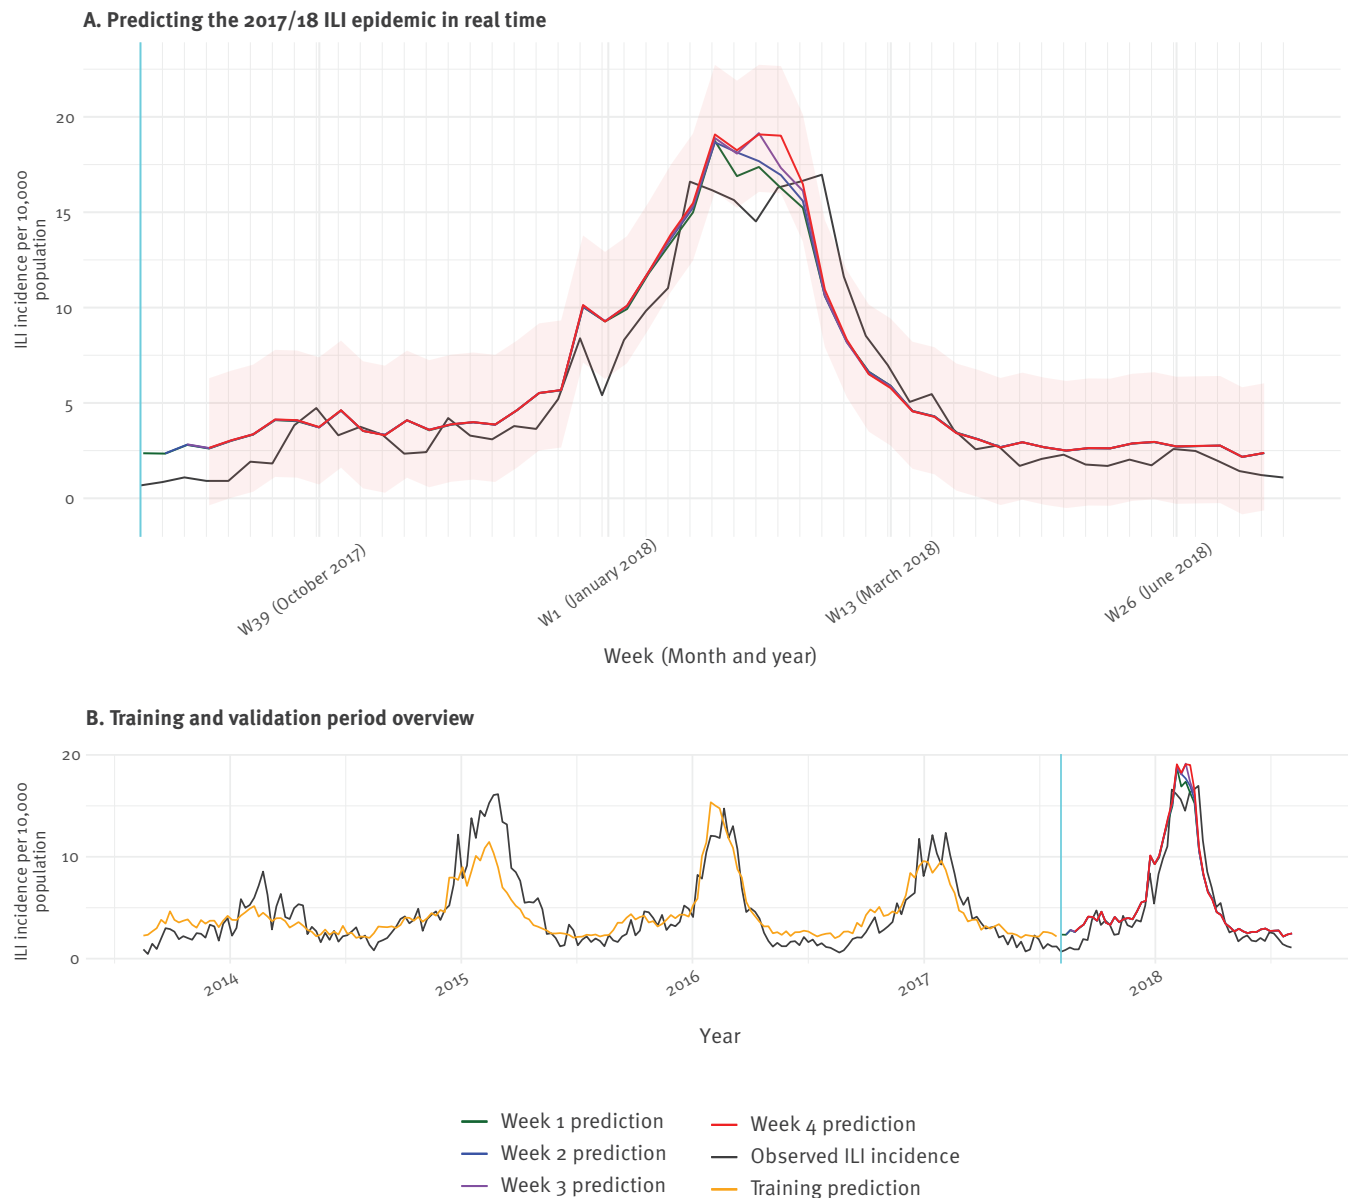 A. Predicting the 2017/18 ILI epidemic in real time
ILI incidence per 10,000
population
20
15
10
5
0
W39 (October 2017)
W1 (January 2018)
W13 (March 2018)
W26 (June 2018)
Week (Month and year)
B. Training and validation period overview
ILI incidence per 10,000
population
20
10
0
2014
2015
2016
2017
2018
Year
Week 1 prediction
Week 2 prediction
Week 3 prediction
Week 4 prediction
Observed ILI incidence
Training prediction